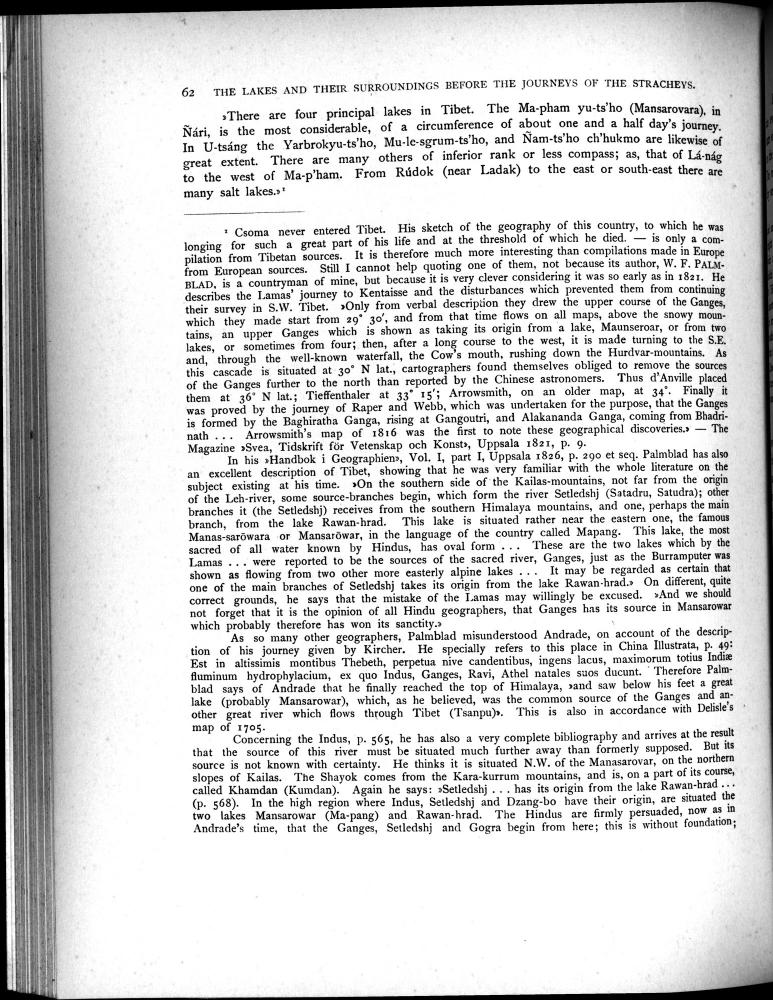 62 THE LAKES AND THEIR SURROUNDINGS BEFORE THE JOURNEYS OF THE STRACHEYS.
»There are four principal lakes in Tibet. The Ma-pham yu-ts'ho (Mansarovara), in
Ñári, is the most considerable, of a circumference of about one and a half day's journey.
In U-tsáng the Yarbrokyu-ts'ho, Mu-le-sgrum-ts'ho, and Ñam-ts'ho ch'hukmo are likewise of
great extent. There are many others of inferior rank or less compass; as, that of Lá-nág
to the west of Ma-p'ham. From Rúdok (near Ladak) to the east or south-east there are
many salt lakes.»¹
¹ Csoma never entered Tibet. His sketch of the geography of this country, to which he was
longing for such a great part of his life and at the threshold of which he died. — is only a com-
pilation from Tibetan sources. It is therefore much more interesting than compilations made in Europe
from European sources. Still I cannot help quoting one of them, not because its author, W. F. PALM-
BLAD, is a countryman of mine, but because it is very clever considering it was so early as in 1821. He
describes the Lamas' journey to Kentaisse and the disturbances which prevented them from continuing
their survey in S.W. Tibet. »Only from verbal description they drew the upper course of the Ganges,
which they made start from 29° 30′, and from that time flows on all maps, above the snowy moun-
tains, an upper Ganges which is shown as taking its origin from a lake, Maunseroar, or from two
lakes, or sometimes from four; then, after a long course to the west, it is made turning to the S.E.
and, through the well-known waterfall, the Cow's mouth, rushing down the Hurdvar-mountains. As
this cascade is situated at 30° N lat., cartographers found themselves obliged to remove the sources
of the Ganges further to the north than reported by the Chinese astronomers. Thus d'Anville placed
them at 36° N lat.; Tieffenthaler at 33° 15′; Arrowsmith, on an older map, at 34°. Finally it
was proved by the journey of Raper and Webb, which was undertaken for the purpose, that the Ganges
is formed by the Baghiratha Ganga, rising at Gangoutri, and Alakananda Ganga, coming from Bhadri-
nath ... Arrowsmith's map of 1816 was the first to note these geographical discoveries.» — The
Magazine »Svea, Tidskrift för Vetenskap och Konst», Uppsala 1821, p. 9.
In his »Handbok i Geographien», Vol. I, part I, Uppsala 1826, p. 290 et seq. Palmblad has also
an excellent description of Tibet, showing that he was very familiar with the whole literature on the
subject existing at his time. »On the southern side of the Kailas-mountains, not far from the origin
of the Leh-river, some source-branches begin, which form the river Setledshj (Satadru, Satudra); other
branches it (the Setledshj) receives from the southern Himalaya mountains, and one, perhaps the main
branch, from the lake Rawan-hrad. This lake is situated rather near the eastern one, the famous
Manas-sarōwara or Mansarōwar, in the language of the country called Mapang. This lake, the most
sacred of all water known by Hindus, has oval form ... These are the two lakes which by the
Lamas ... were reported to be the sources of the sacred river, Ganges, just as the Burramputer was
shown as flowing from two other more easterly alpine lakes ... It may be regarded as certain that
one of the main branches of Setledshj takes its origin from the lake Rawan-hrad.» On different, quite
correct grounds, he says that the mistake of the Lamas may willingly be excused. »And we should
not forget that it is the opinion of all Hindu geographers, that Ganges has its source in Mansarowar
which probably therefore has won its sanctity.»
As so many other geographers, Palmblad misunderstood Andrade, on account of the descrip-
tion of his journey given by Kircher. He specially refers to this place in China Illustrata, p. 49:
Est in altissimis montibus Thebeth, perpetua nive candentibus, ingens lacus, maximorum totius Indiæ
fluminum hydrophylacium, ex quo Indus, Ganges, Ravi, Athel natales suos ducunt. Therefore Palm-
blad says of Andrade that he finally reached the top of Himalaya, »and saw below his feet a great
lake (probably Mansarowar), which, as he believed, was the common source of the Ganges and an-
other great river which flows through Tibet (Tsanpu)». This is also in accordance with Delisle's
map of 1705.
Concerning the Indus, p. 565, he has also a very complete bibliography and arrives at the result
that the source of this river must be situated much further away than formerly supposed. But its
source is not known with certainty. He thinks it is situated N.W. of the Manasarovar, on the northern
slopes of Kailas. The Shayok comes from the Kara-kurrum mountains, and is, on a part of its course,
called Khamdan (Kumdan). Again he says: »Setledshj ... has its origin from the lake Rawan-hrad ...
(p. 568). In the high region where Indus, Setledshj and Dzang-bo have their origin, are situated the
two lakes Mansarowar (Ma-pang) and Rawan-hrad. The Hindus are firmly persuaded, now as in
Andrade's time, that the Ganges, Setledshj and Gogra begin from here; this is without foundation;